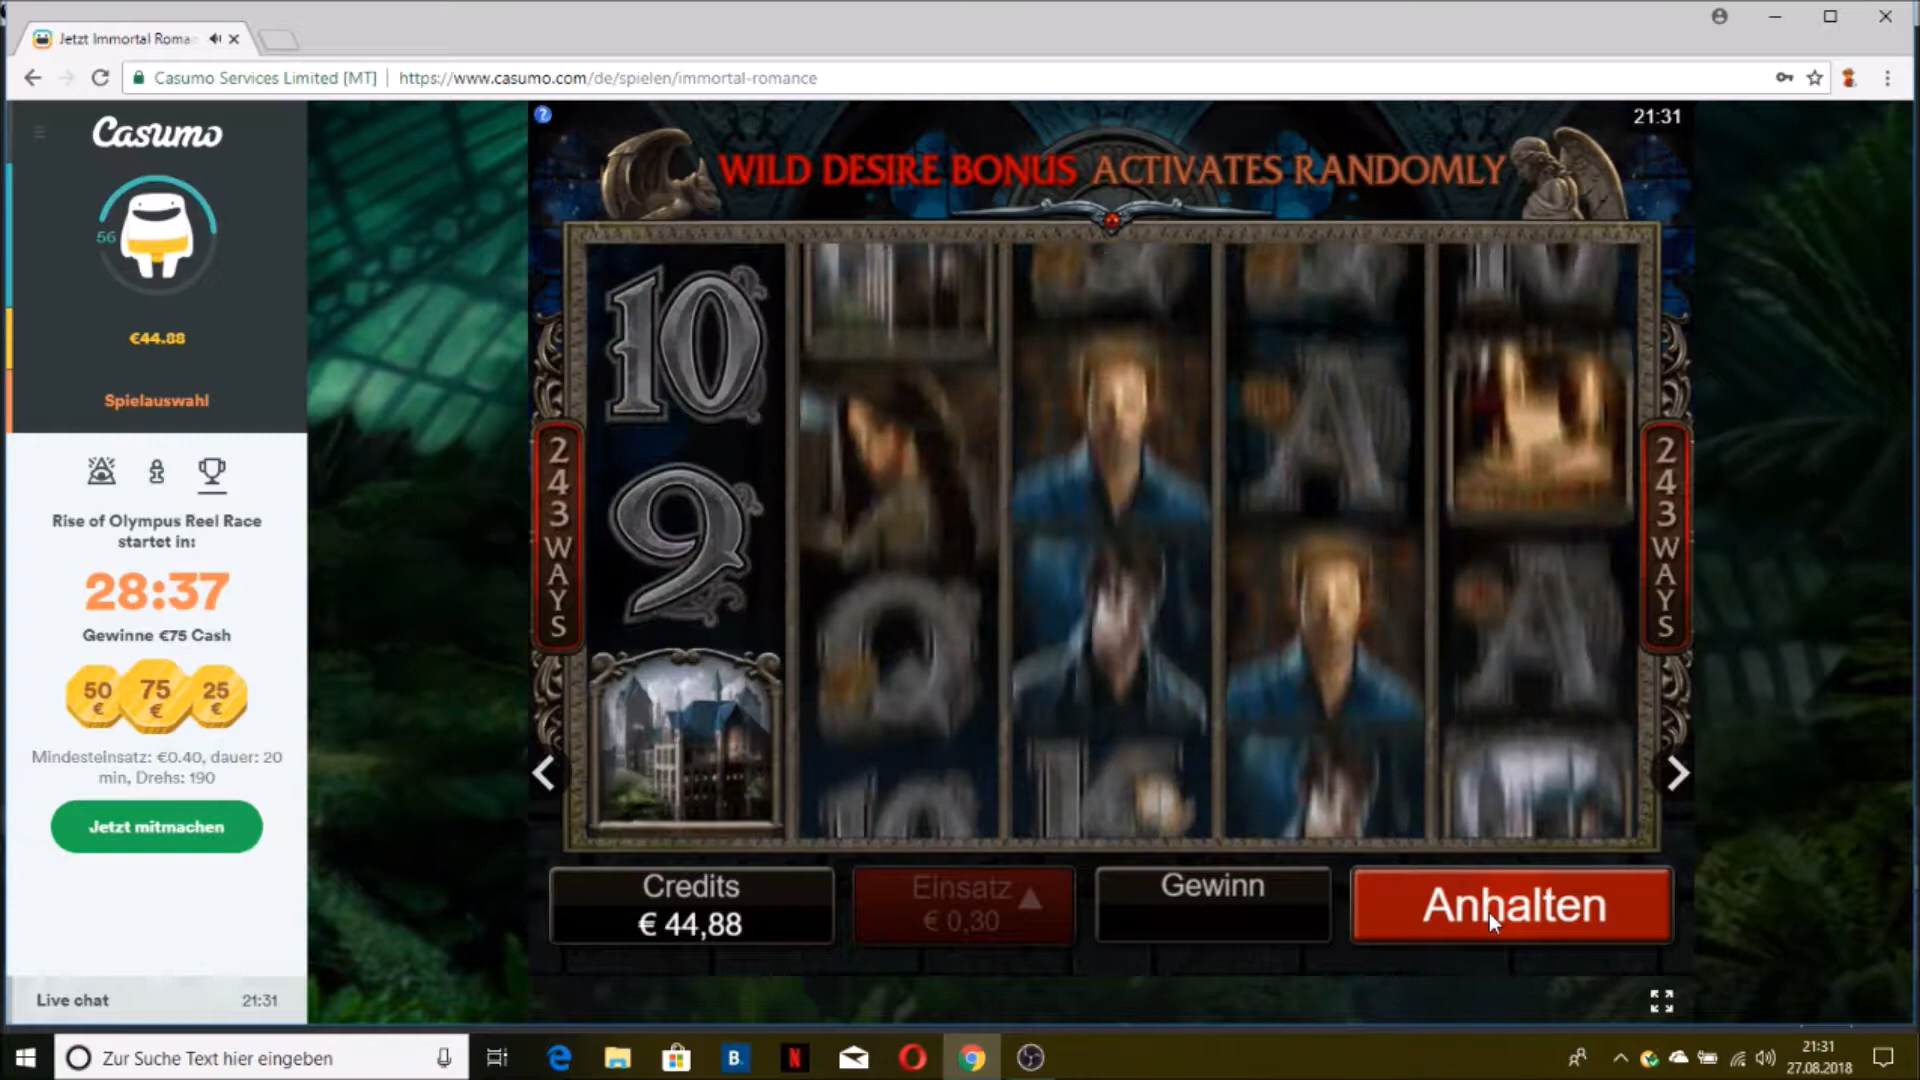 Jetzt Immortal Roma
Casumo Services Limited [MT] | https://www.casumo.com/de/spielen/immortal-romance
Casumo
56
€44.88
Spielauswahl
Rise of Olympus Reel Race
startet in:
28:37
Gewinne €75 Cash
50 €
75 €
25 €
Mindesteinsatz: €0.40, dauer: 20
min, Drehs: 190
Jetzt mitmachen
Live chat 21:31
?
21:31
WILD DESIRE BONUS ACTIVATES RANDOMLY
243 WAYS
10
9
Q
A
A
243 WAYS
Credits
€ 44,88
Einsatz
€ 0,30
Gewinn
Anhalten
Zur Suche Text hier eingeben
B.
N
21:31
27.08.2018